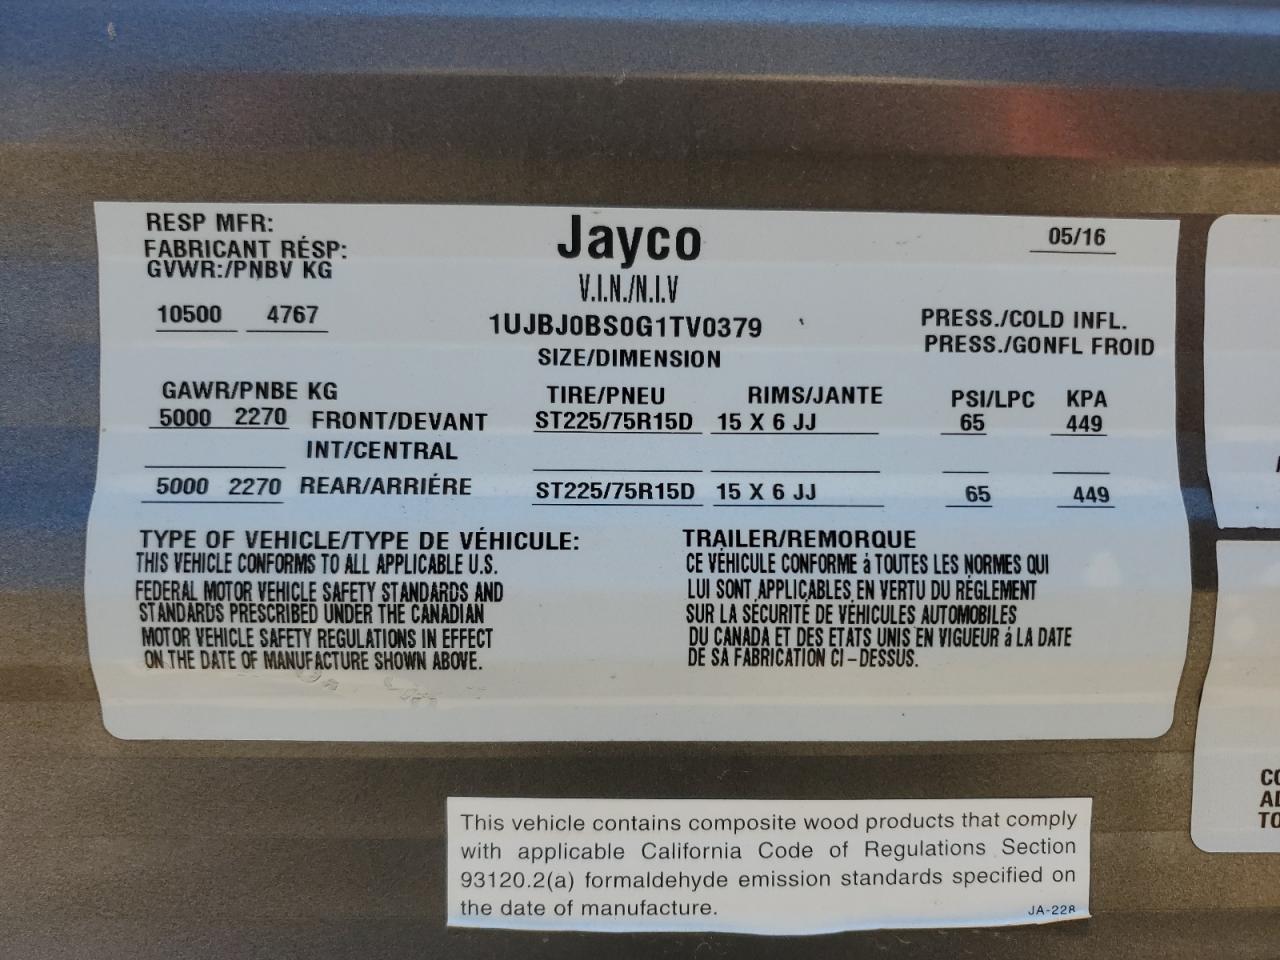 RESP MFR: Jayco 05/16
FABRICANT RÉSP:
GVWR:/PNBV KG V.I.N./N.I.V
10500 4767 1UJBJ0BS0G1TV0379 PRESS./COLD INFL.
SIZE/DIMENSION PRESS./GONFL FROID
GAWR/PNBE KG TIRE/PNEU RIMS/JANTE PSI/LPC KPA
5000 2270 FRONT/DEVANT ST225/75R15D 15 X 6 JJ 65 449
INT/CENTRAL
5000 2270 REAR/ARRIÉRE ST225/75R15D 15 X 6 JJ 65 449
TYPE OF VEHICLE/TYPE DE VÉHICULE: TRAILER/REMORQUE
THIS VEHICLE CONFORMS TO ALL APPLICABLE U.S.
FEDERAL MOTOR VEHICLE SAFETY STANDARDS AND
STANDARDS PRESCRIBED UNDER THE CANADIAN
MOTOR VEHICLE SAFETY REGULATIONS IN EFFECT
ON THE DATE OF MANUFACTURE SHOWN ABOVE.
CE VÉHICULE CONFORME á TOUTES LES NORMES QUI
LUI SONT APPLICABLES EN VERTU DU RÉGLEMENT
SUR LA SÉCURITÉ DE VÉHICULES AUTOMOBILES
DU CANADA ET DES ETATS UNIS EN VIGUEUR á LA DATE
DE SA FABRICATION CI-DESSUS.
This vehicle contains composite wood products that comply
with applicable California Code of Regulations Section
93120.2(a) formaldehyde emission standards specified on
the date of manufacture. JA-228
TO